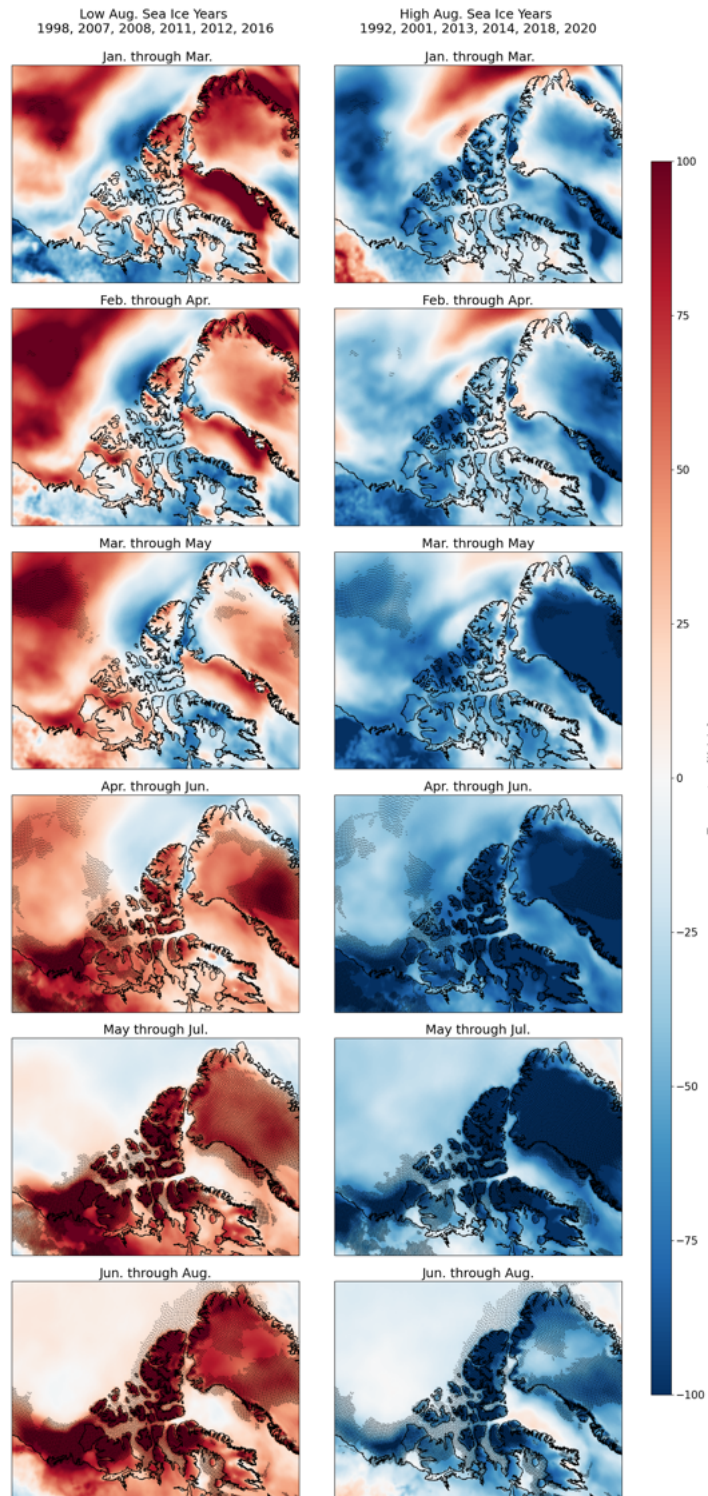 Low Aug. Sea Ice Years
1998, 2007, 2008, 2011, 2012, 2016
High Aug. Sea Ice Years
1992, 2001, 2013, 2014, 2018, 2020
Jan. through Mar.
Jan. through Mar.
Feb. through Apr.
Feb. through Apr.
Mar. through May
Mar. through May
Apr. through Jun.
Apr. through Jun.
May through Jul.
May through Jul.
Jun. through Aug.
Jun. through Aug.
100
75
50
25
0
−25
−50
−75
−100